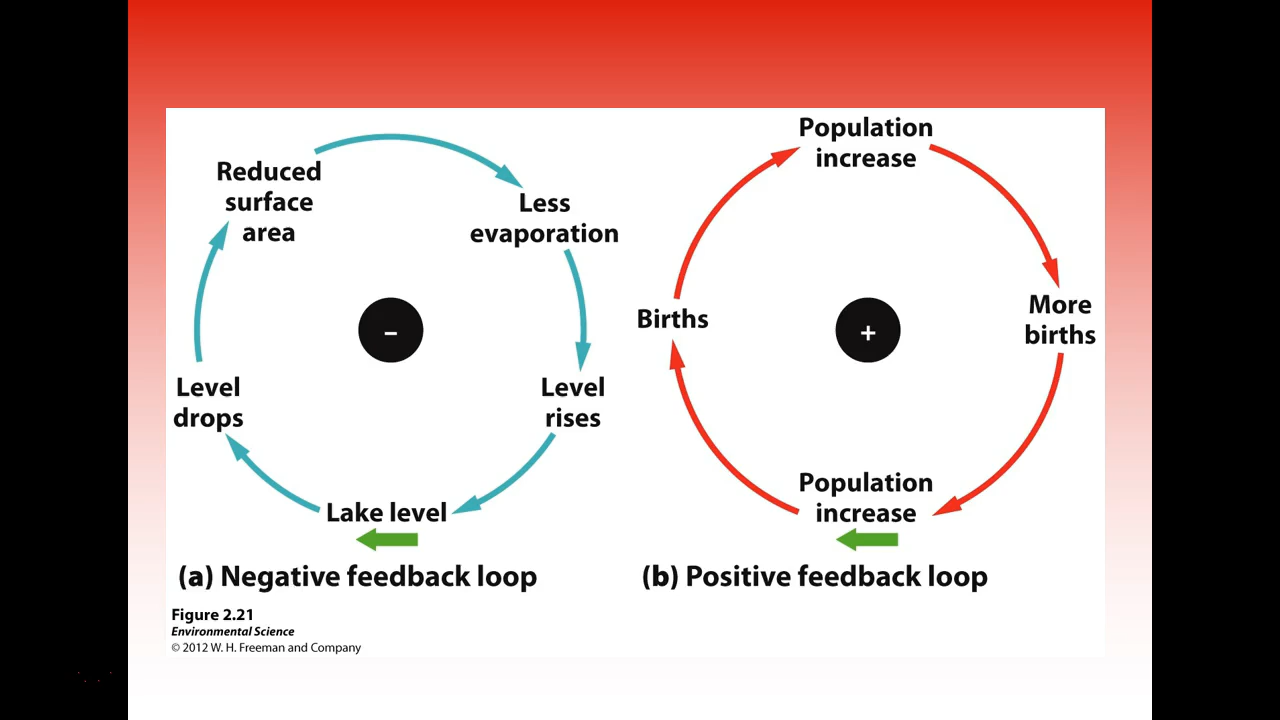 Reduced
surface
area
Less
evaporation
–
Level
drops
Level
rises
Lake level
(a) Negative feedback loop
Population
increase
Births
More
births
+
Population
increase
(b) Positive feedback loop
Figure 2.21
Environmental Science
© 2012 W. H. Freeman and Company